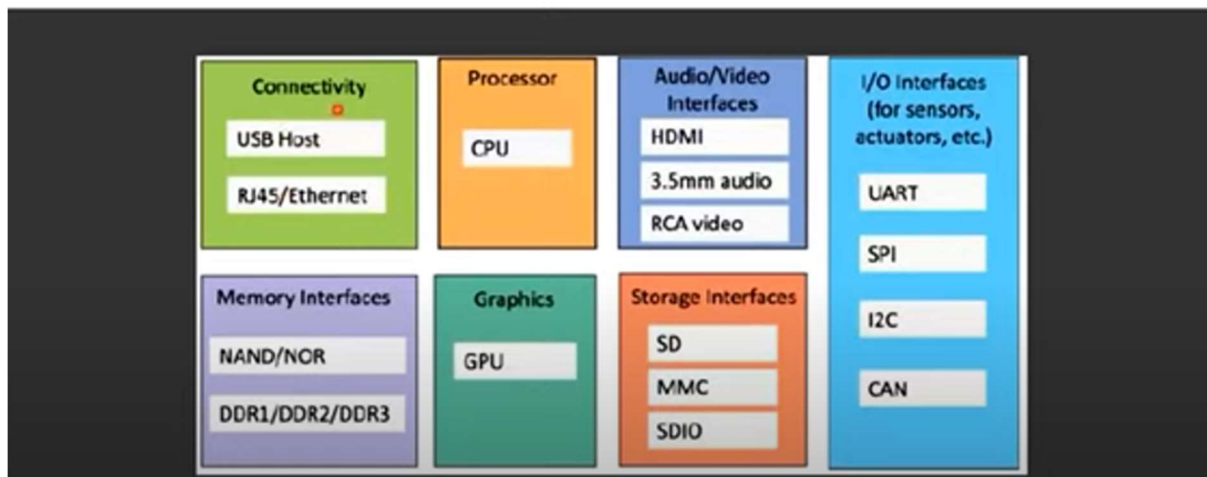 Connectivity
USB Host
RJ45/Ethernet
Processor
CPU
Audio/Video
Interfaces
HDMI
3.5mm audio
RCA video
I/O Interfaces
(for sensors,
actuators, etc.)
UART
SPI
I2C
CAN
Memory Interfaces
NAND/NOR
DDR1/DDR2/DDR3
Graphics
GPU
Storage Interfaces
SD
MMC
SDIO